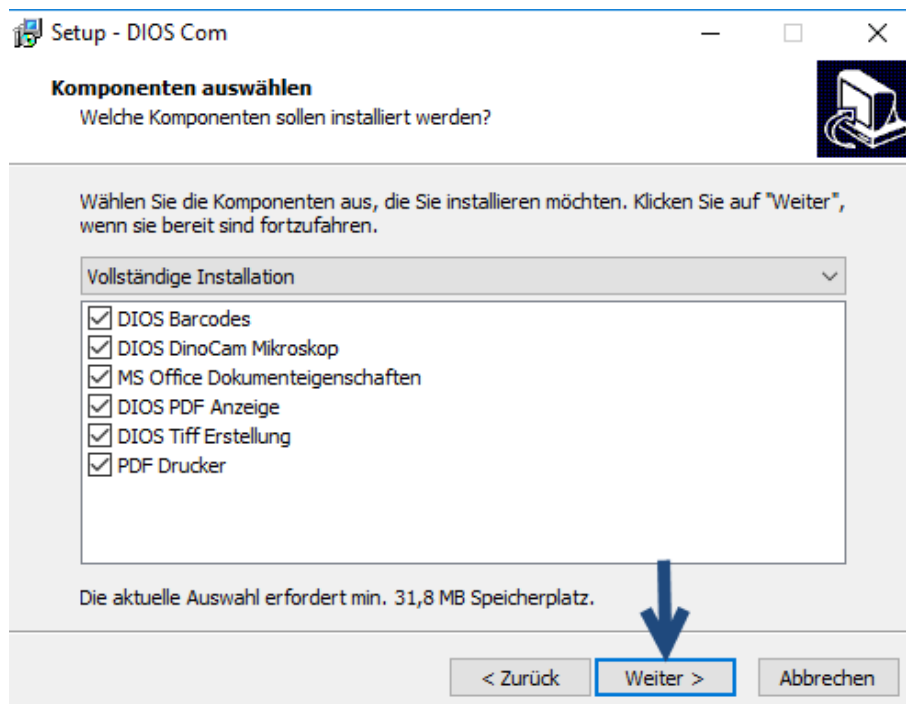 Setup - DIOS Com
Komponenten auswählen
Welche Komponenten sollen installiert werden?
Wählen Sie die Komponenten aus, die Sie installieren möchten. Klicken Sie auf "Weiter",
wenn sie bereit sind fortzufahren.
Vollständige Installation
DIOS Barcodes
DIOS DinoCam Mikroskop
MS Office Dokumenteigenschaften
DIOS PDF Anzeige
DIOS Tiff Erstellung
PDF Drucker
Die aktuelle Auswahl erfordert min. 31,8 MB Speicherplatz.
< Zurück Weiter > Abbrechen